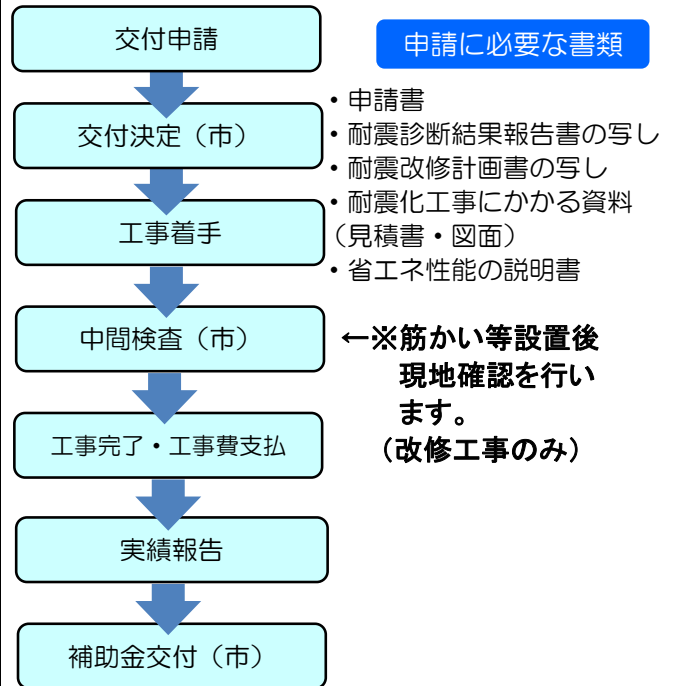 交付申請
申請に必要な書類
・申請書
・耐震診断結果報告書の写し
・耐震改修計画書の写し
・耐震化工事にかかる資料
（見積書・図面）
・省エネ性能の説明書
交付決定（市）
工事着手
中間検査（市）
←※筋かい等設置後
現地確認を行い
ます。
（改修工事のみ）
工事完了・工事費支払
実績報告
補助金交付（市）